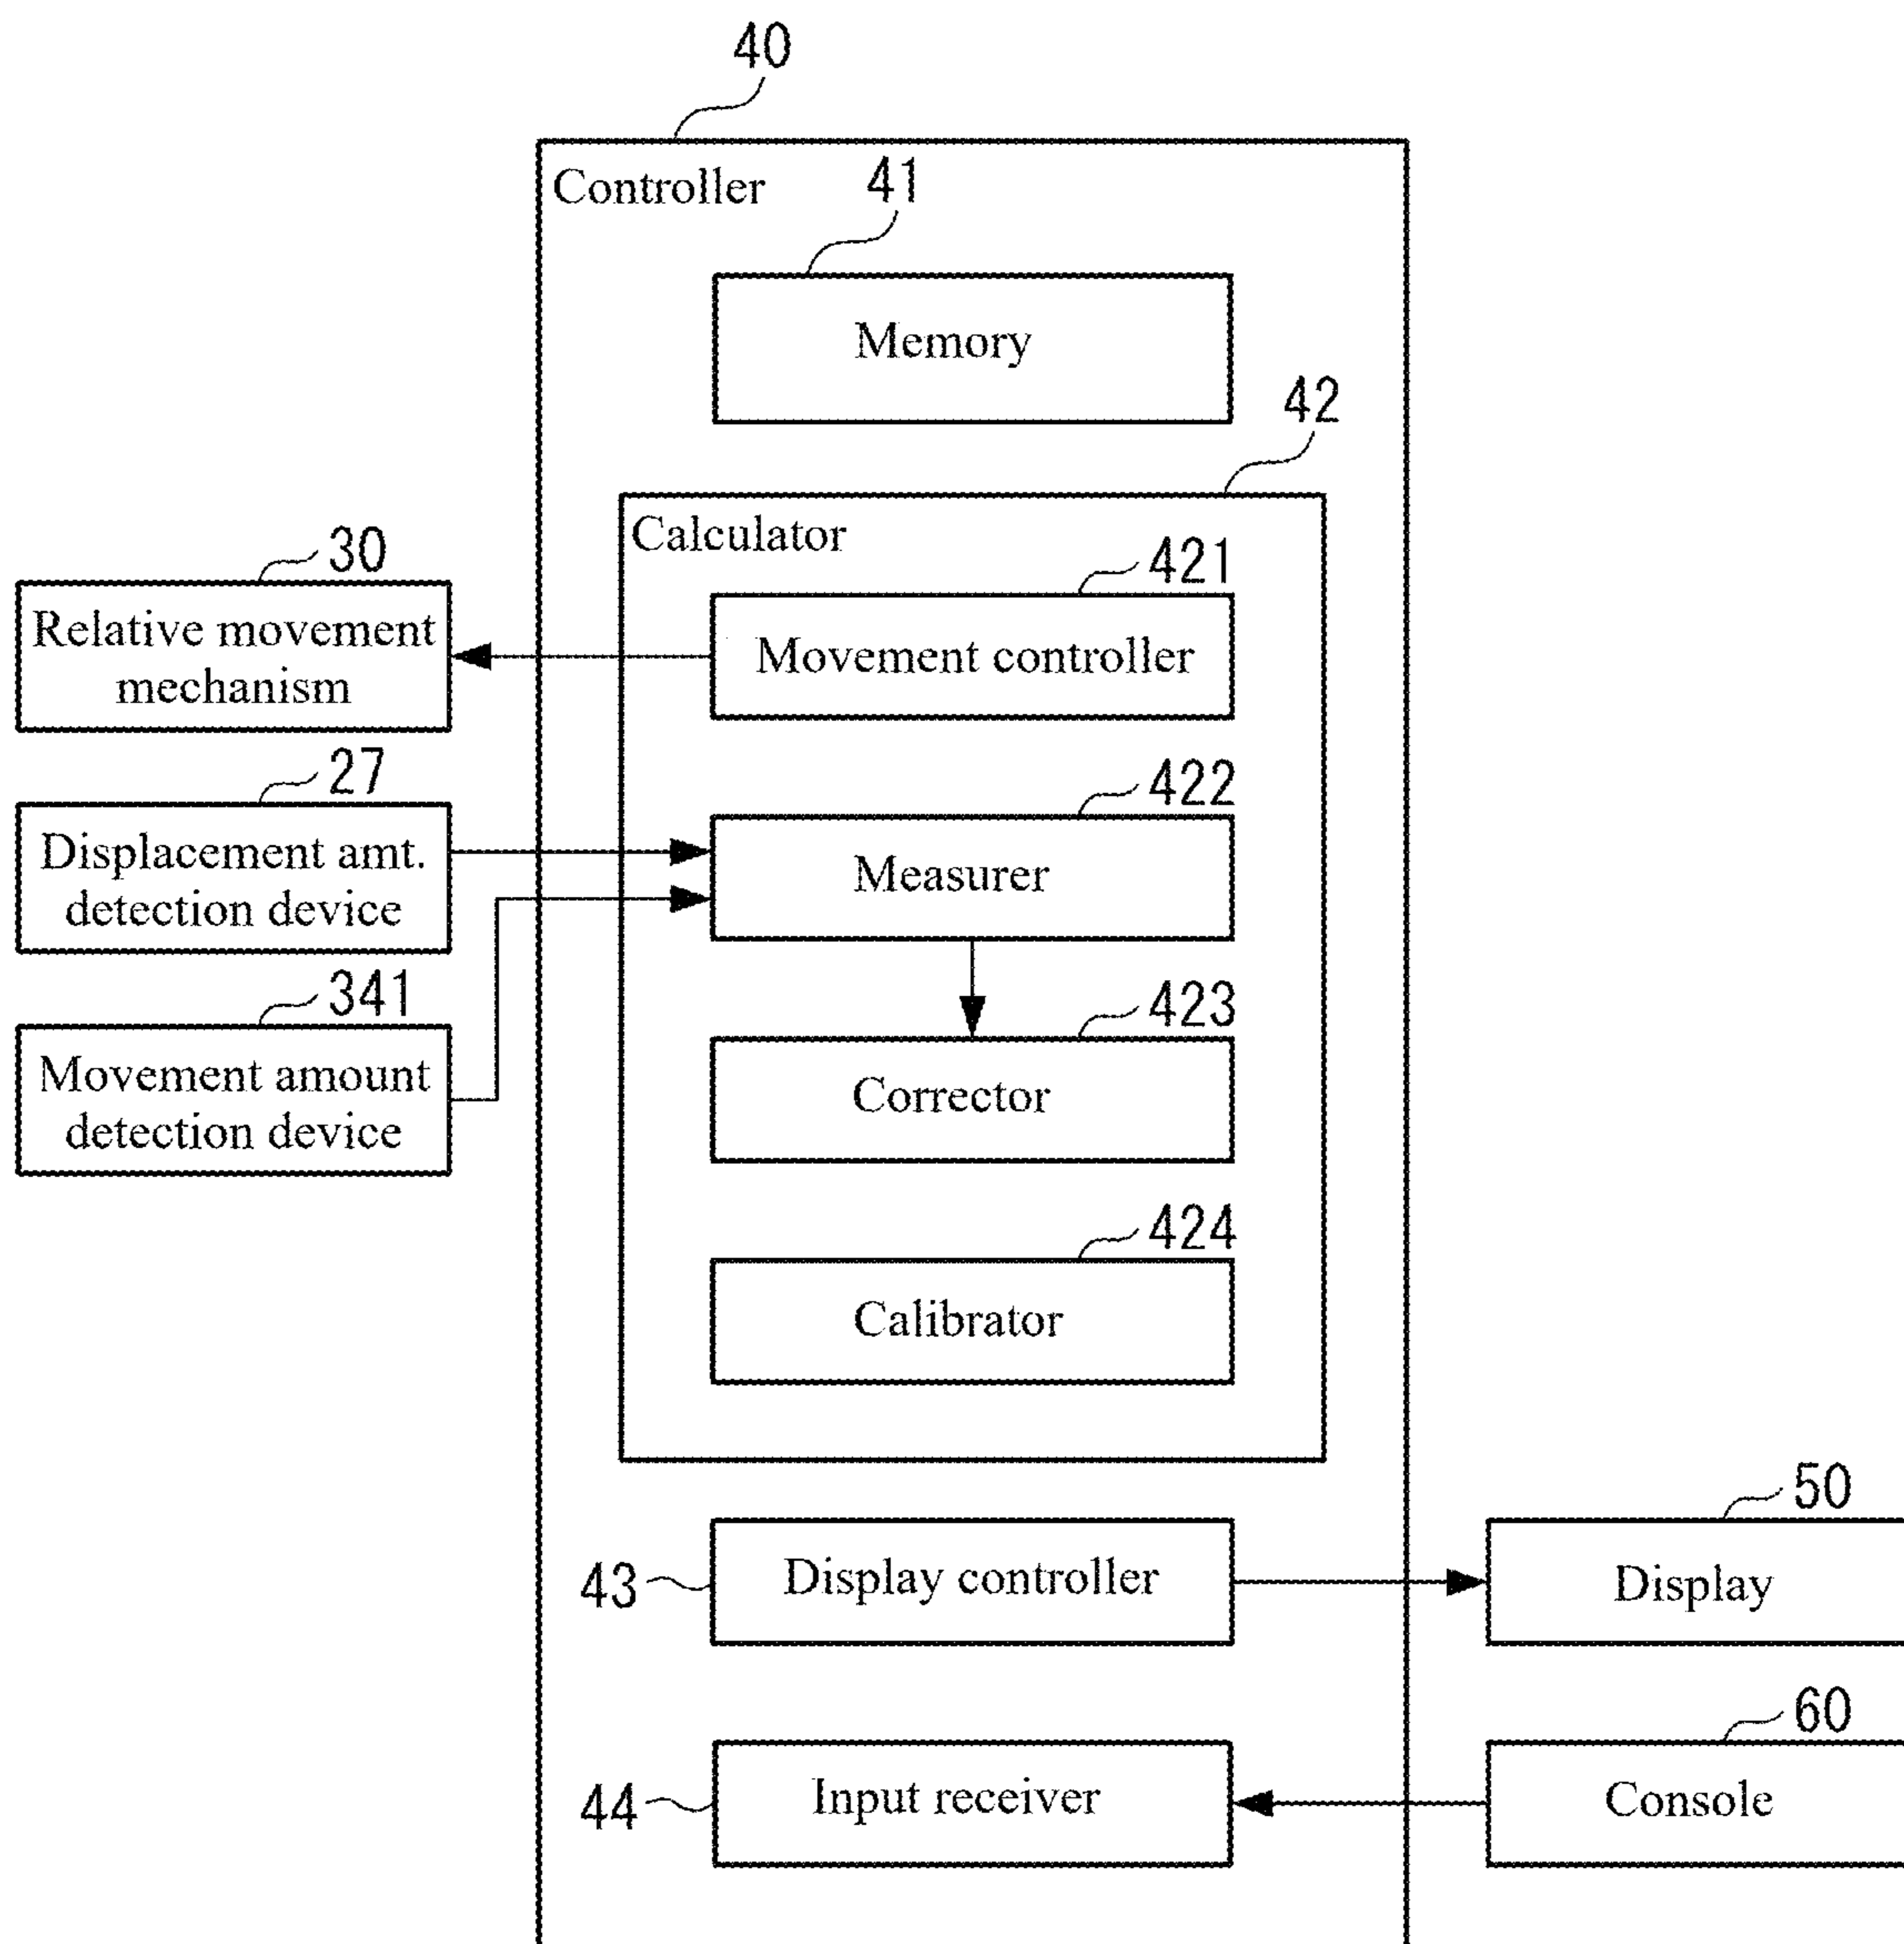 40
Controller
41
Memory
42
Calculator
30
Relative movement
mechanism
421
Movement controller
27
Displacement amt.
detection device
422
Measurer
341
Movement amount
detection device
423
Corrector
424
Calibrator
43
Display controller
50
Display
44
Input receiver
60
Console